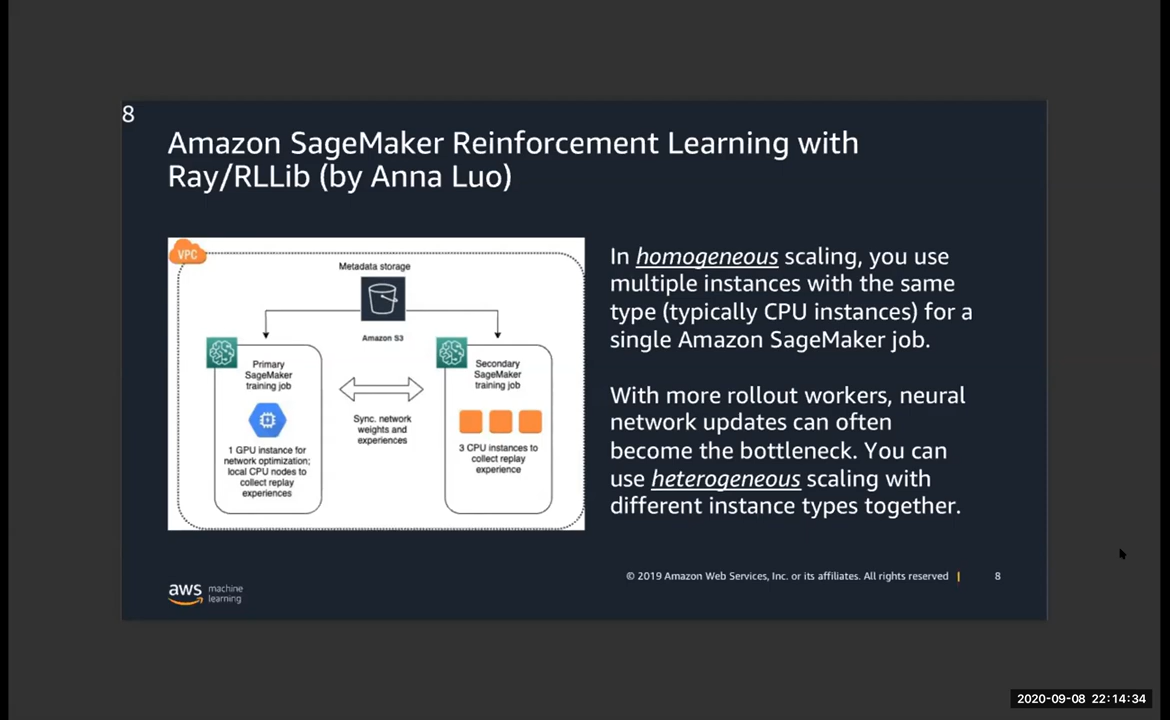 8
Amazon SageMaker Reinforcement Learning with
Ray/RLLib (by Anna Luo)
VPC
Metadata storage
Amazon S3
Primary
SageMaker
training job
1 GPU instance for
network optimization;
local CPU nodes to
collect replay
experiences
Sync. network
weights and
experiences
Secondary
SageMaker
training job
3 CPU instances to
collect replay
experience
In homogeneous scaling, you use
multiple instances with the same
type (typically CPU instances) for a
single Amazon SageMaker job.
With more rollout workers, neural
network updates can often
become the bottleneck. You can
use heterogeneous scaling with
different instance types together.
aws machine
learning
© 2019 Amazon Web Services, Inc. or its affiliates. All rights reserved |
8
2020-09-08 22:14:34